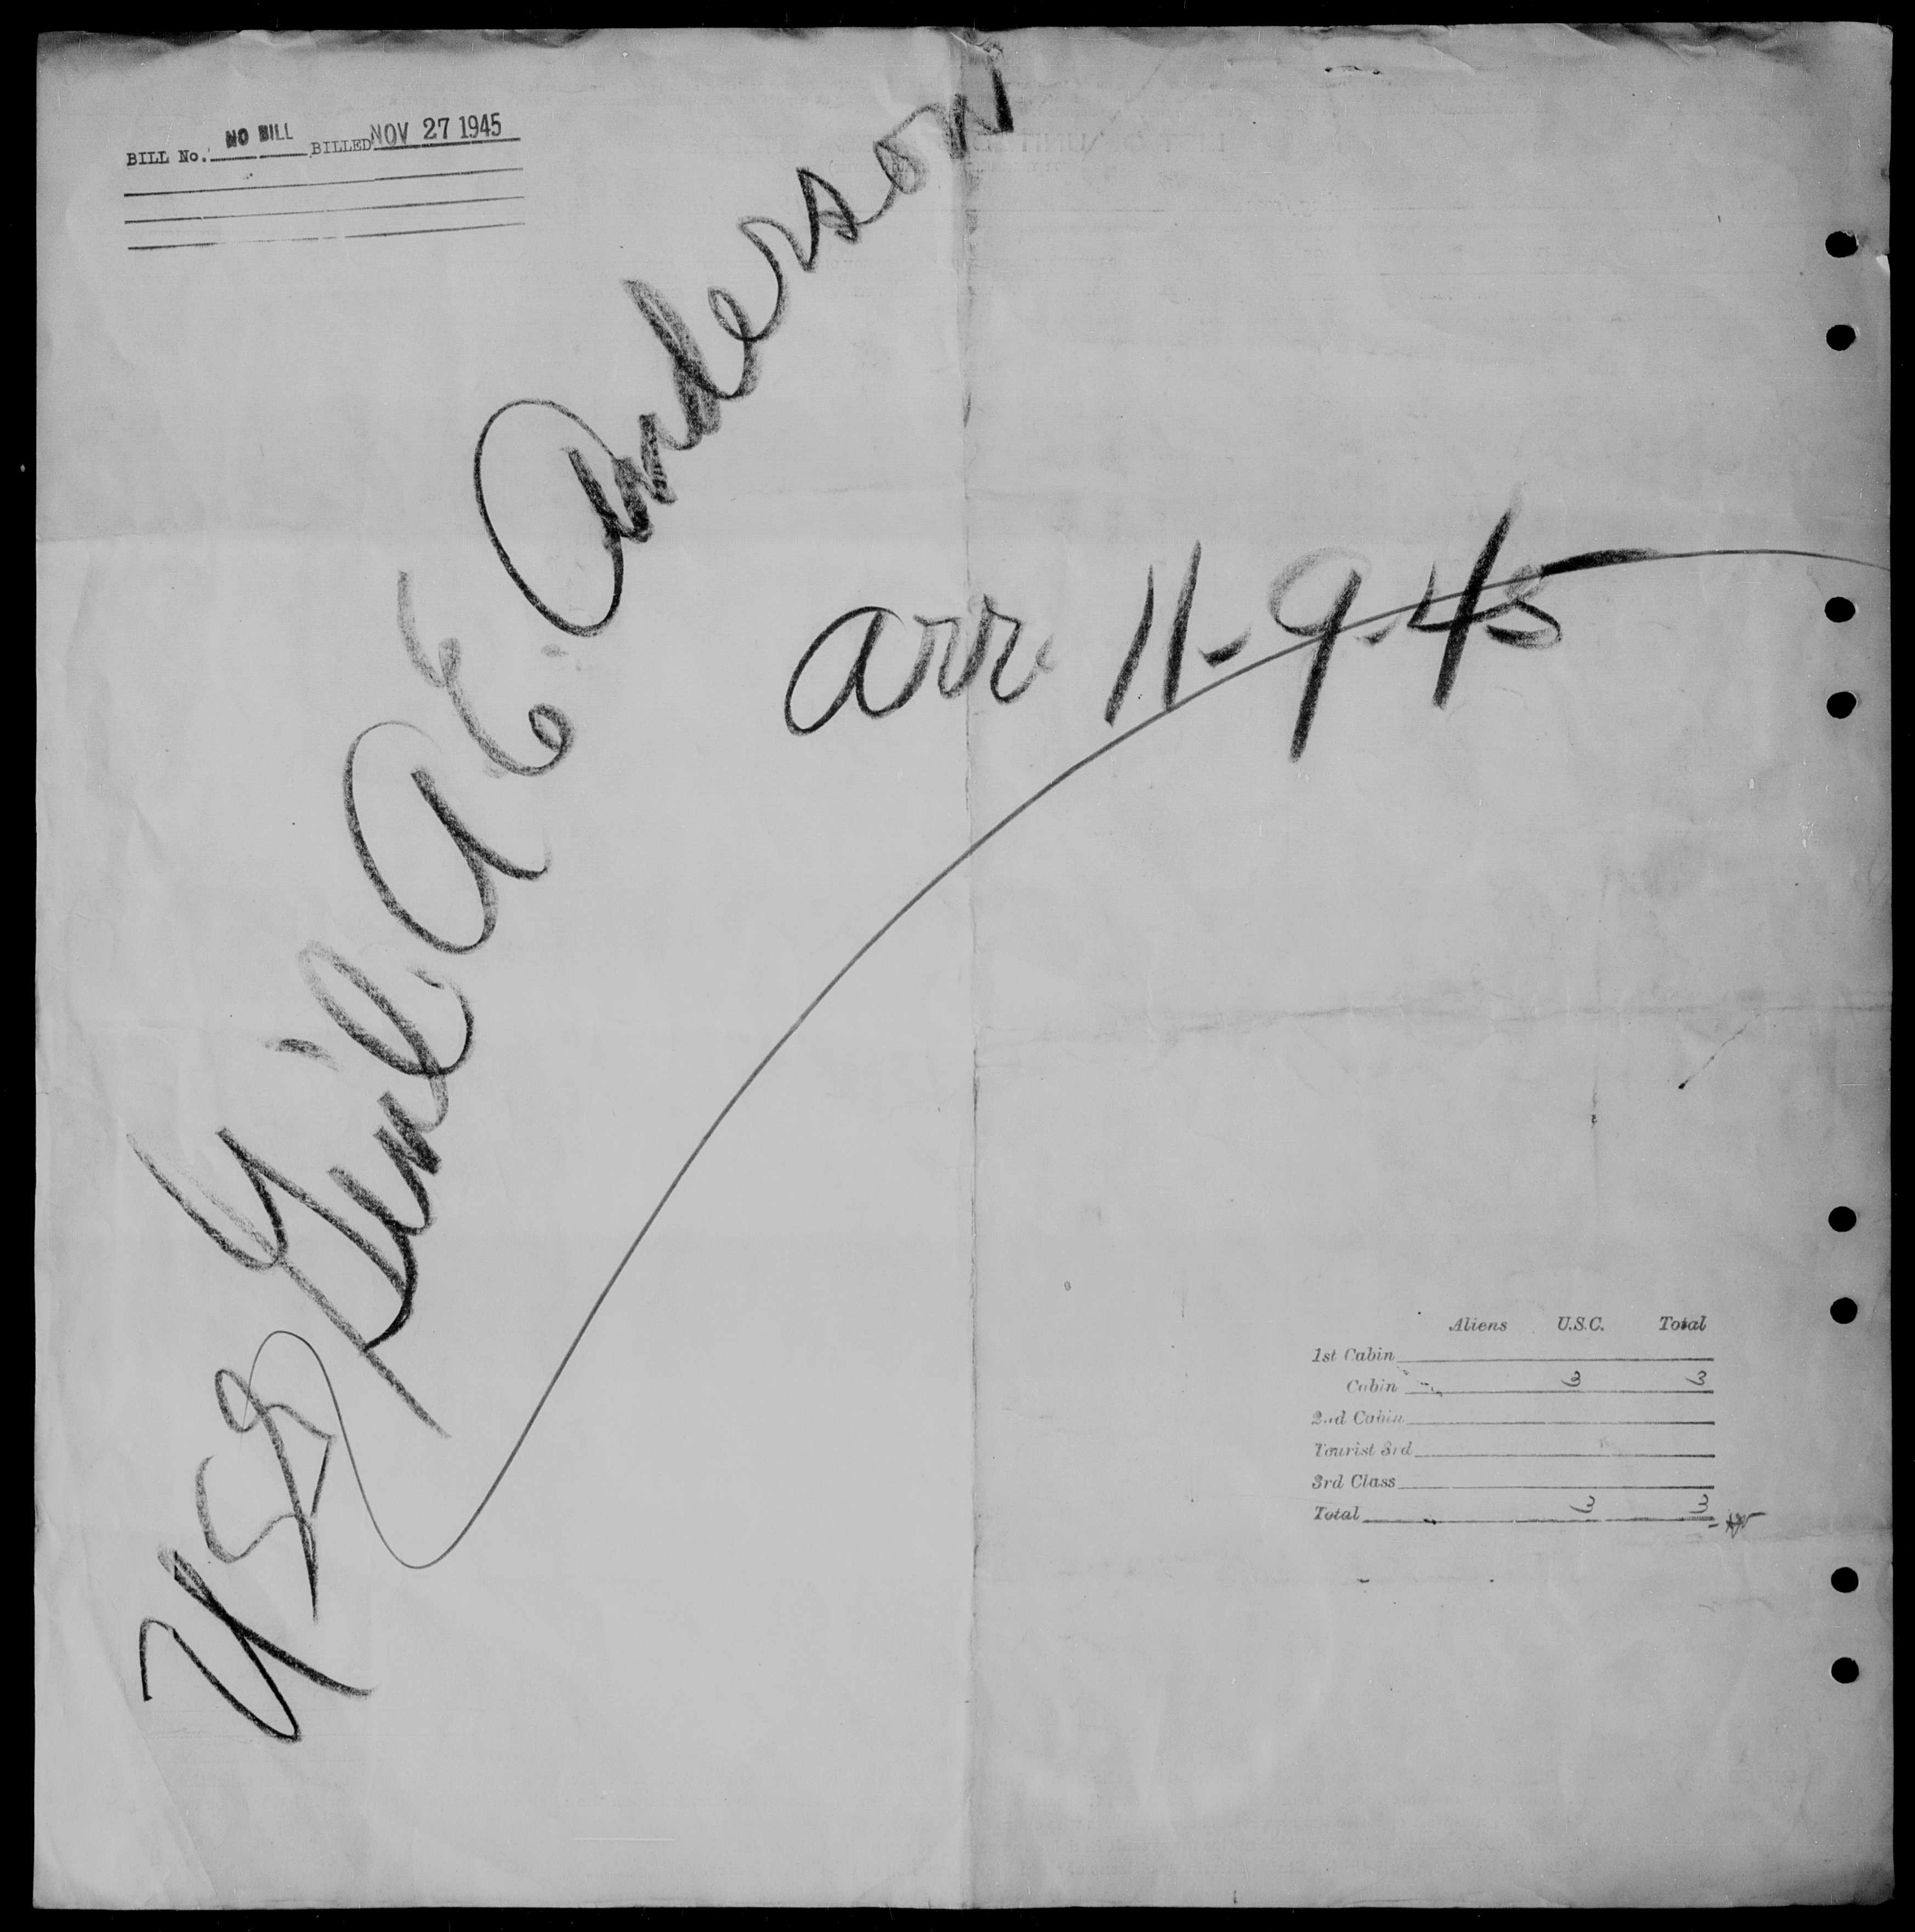 BILL No. NO BILL BILLED NOV 27 1945
USS Genl. A E. Anderson
arr. 11-9-45
Aliens U.S.C. Total
1st Cabin
Cabin 3 3
2nd Cabin
Tourist 3rd
3rd Class
Total 3 3